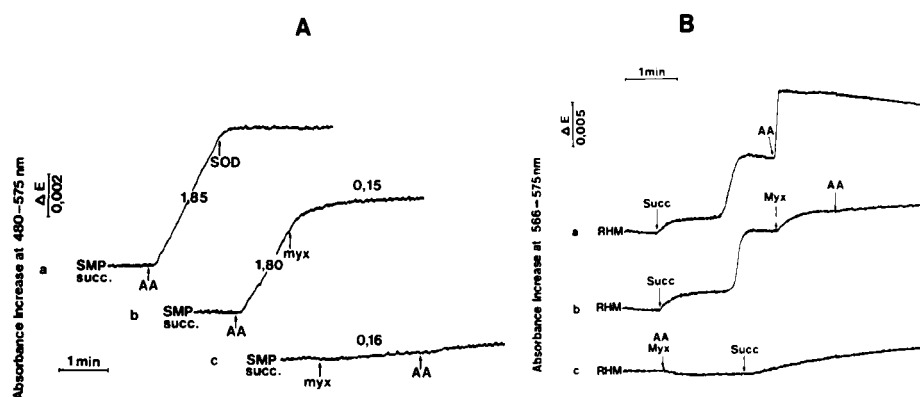 A
Absorbance Increase at 480-575 nm
Δ E
0,002
SOD
1,85
a
SMP
succ.
AA
0,15
myx
1,80
b
SMP
succ.
AA
0,16
c
SMP
succ.
myx
AA
1 min
B
1 min
Absorbance Increase at 566-575 nm
Δ E
0,005
AA
Succ
a
RHM
Myx
AA
Succ
b
RHM
AA
Myx
Succ
c
RHM